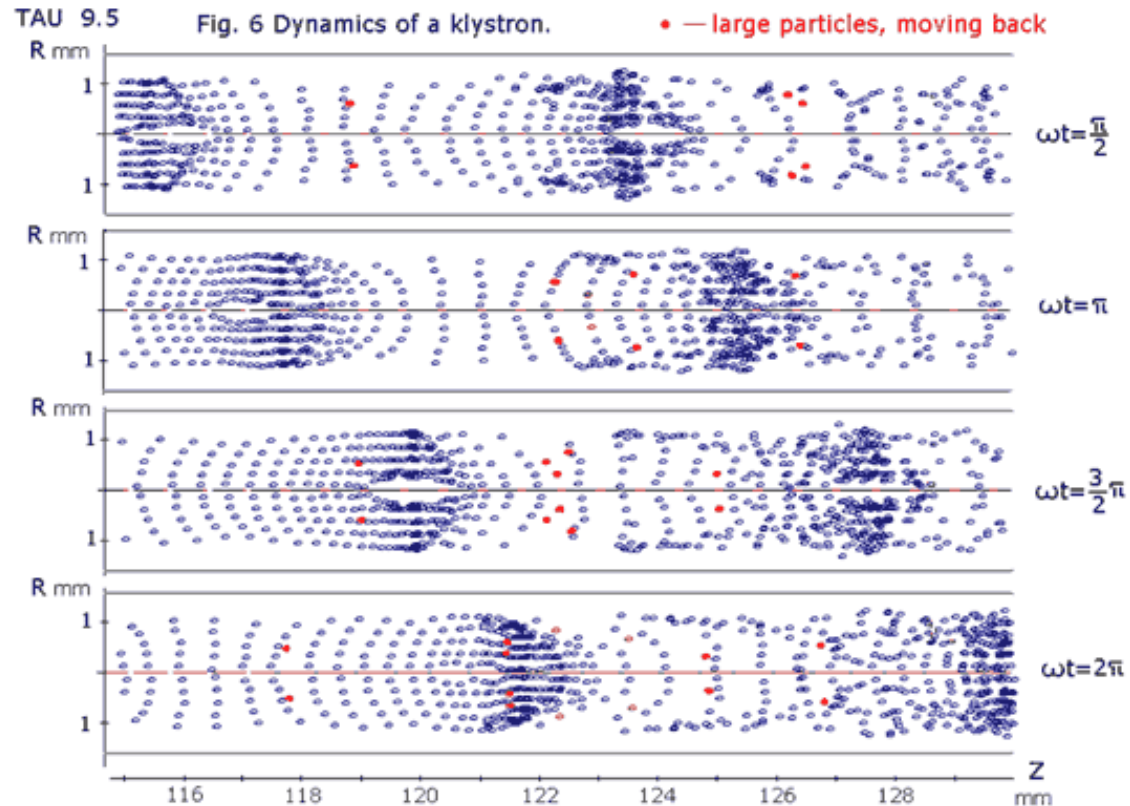 TAU 9.5
Fig. 6 Dynamics of a klystron.
— large particles, moving back
R mm
1
1
ωt=π/2
R mm
1
1
ωt=π
R mm
1
1
ωt=3/2π
R mm
1
1
ωt=2π
Z
116 118 120 122 124 126 128 mm